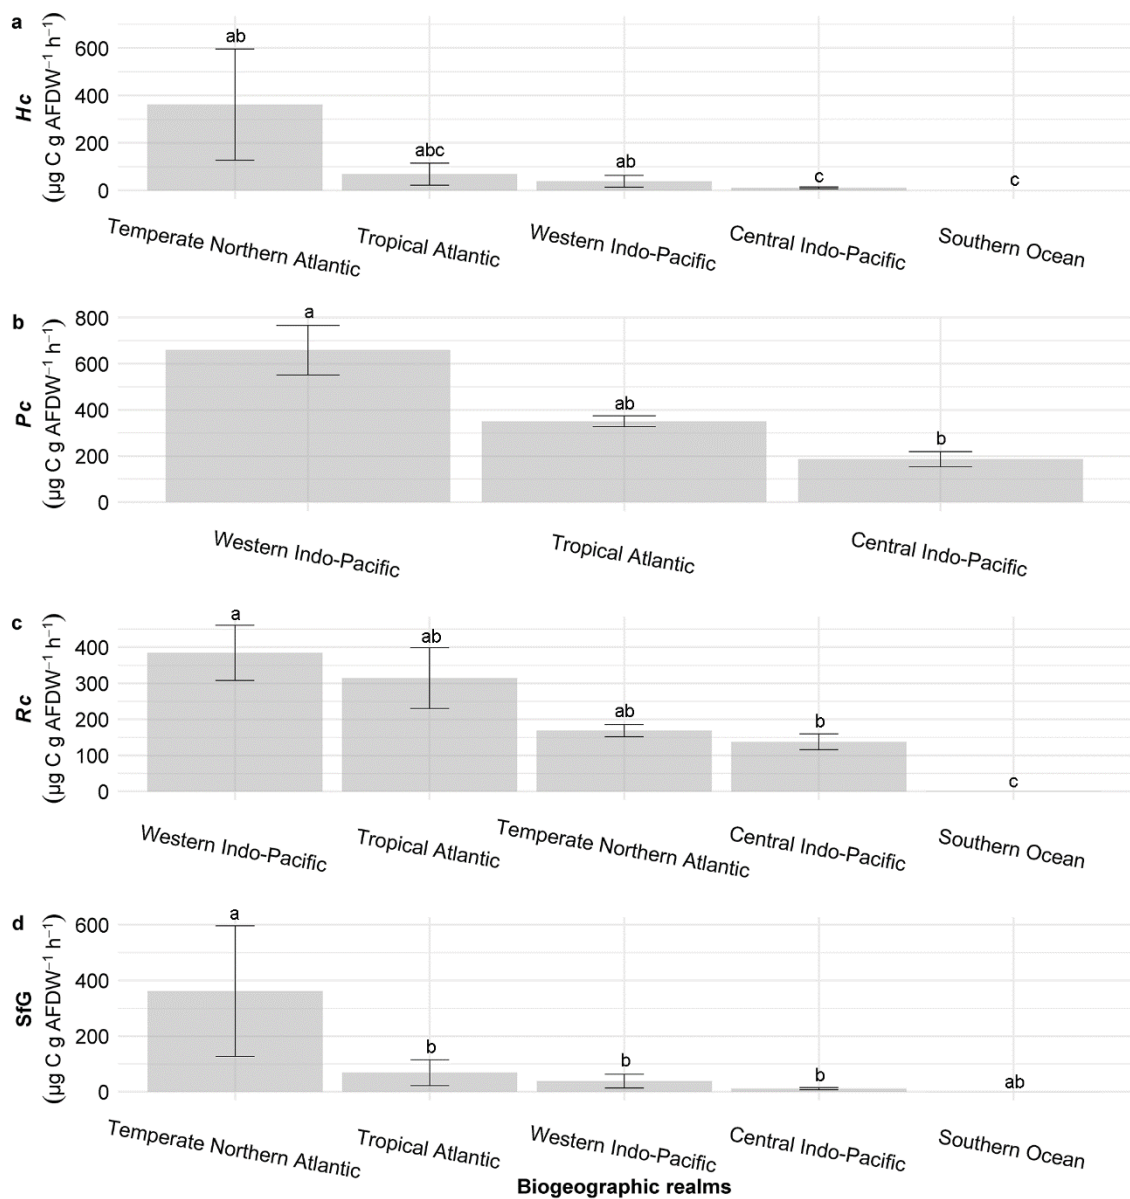 a
Hc
(µg C g AFDW⁻¹ h⁻¹)
600
400
200
0
ab
abc
ab
c
c
Temperate Northern Atlantic
Tropical Atlantic
Western Indo-Pacific
Central Indo-Pacific
Southern Ocean
b
Pc
(µg C g AFDW⁻¹ h⁻¹)
800
600
400
200
0
a
ab
b
Western Indo-Pacific
Tropical Atlantic
Central Indo-Pacific
c
Rc
(µg C g AFDW⁻¹ h⁻¹)
400
300
200
100
0
a
ab
ab
b
c
Western Indo-Pacific
Tropical Atlantic
Temperate Northern Atlantic
Central Indo-Pacific
Southern Ocean
d
SfG
(µg C g AFDW⁻¹ h⁻¹)
600
400
200
0
a
b
b
b
ab
Temperate Northern Atlantic
Tropical Atlantic
Western Indo-Pacific
Central Indo-Pacific
Southern Ocean
Biogeographic realms